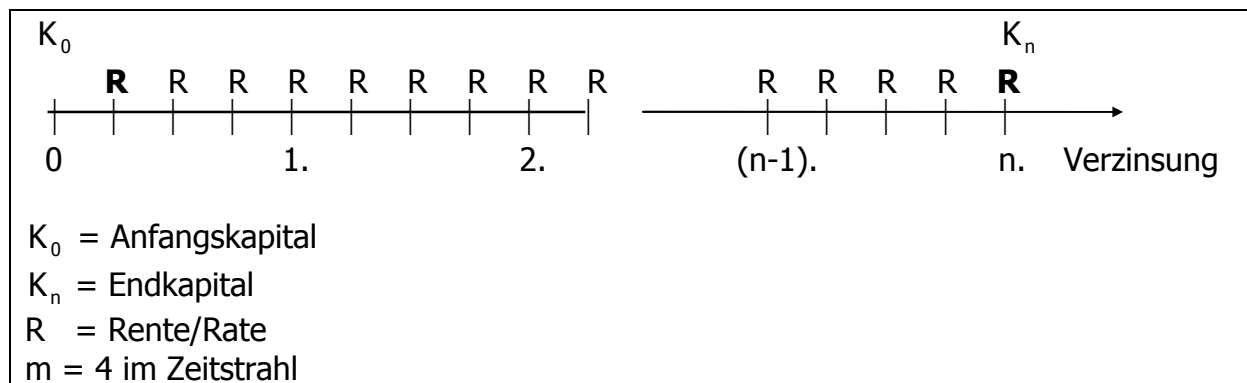 K₀ Kₙ
R R R R R R R R R R R R R R
0 1. 2. (n-1). n. Verzinsung
K₀ = Anfangskapital
Kₙ = Endkapital
R = Rente/Rate
m = 4 im Zeitstrahl